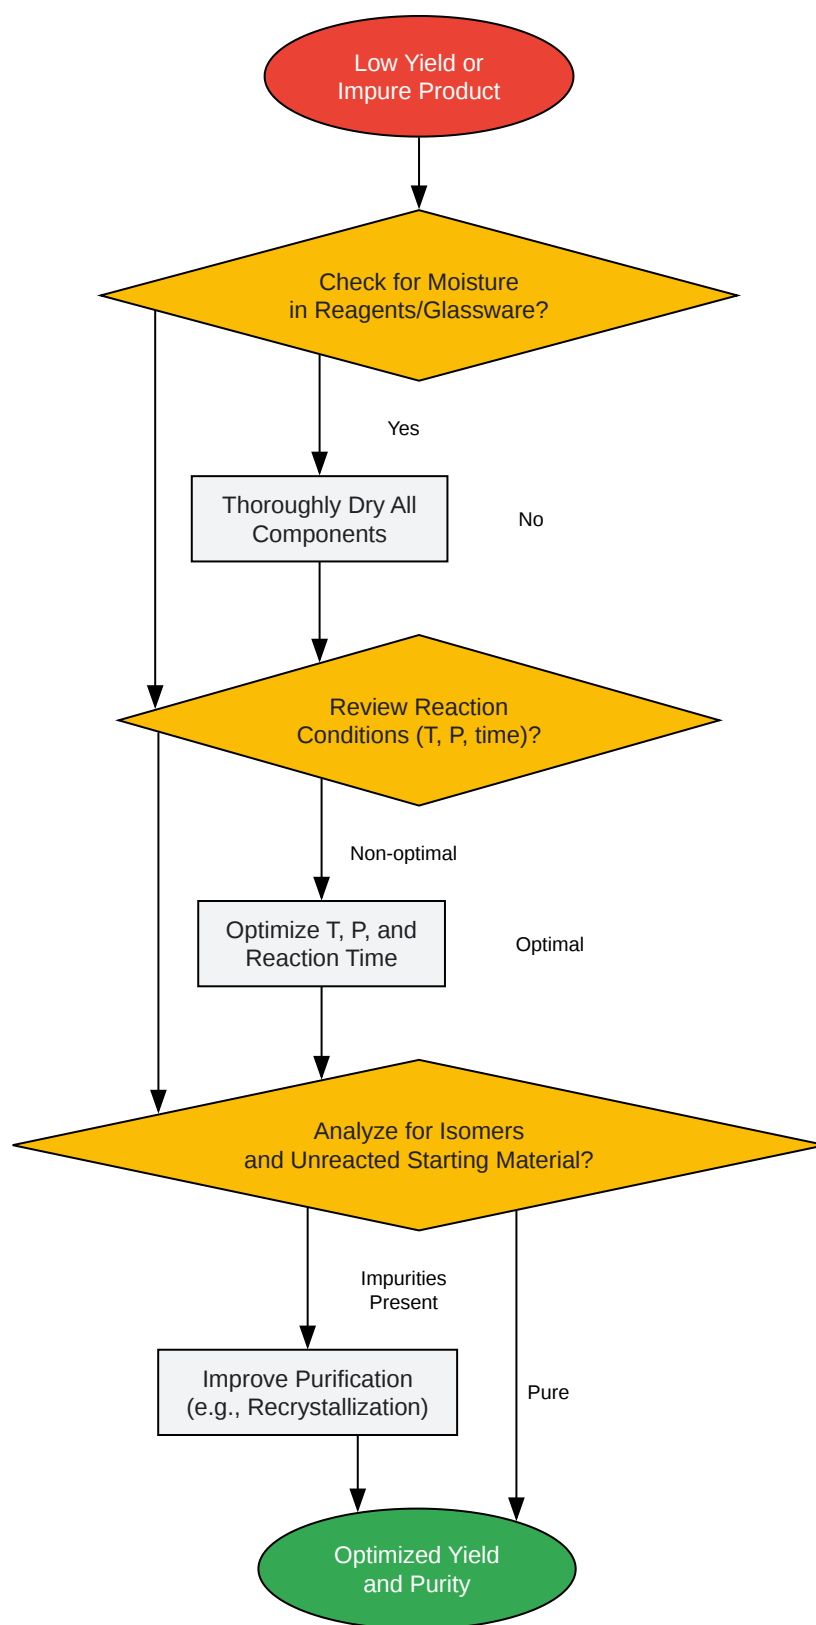 Low Yield or
Impure Product
Check for Moisture
in Reagents/Glassware?
Yes
Thoroughly Dry All
Components
No
Review Reaction
Conditions (T, P, time)?
Non-optimal
Optimize T, P, and
Reaction Time
Optimal
Analyze for Isomers
and Unreacted Starting Material?
Impurities
Present
Improve Purification
(e.g., Recrystallization)
Pure
Optimized Yield
and Purity